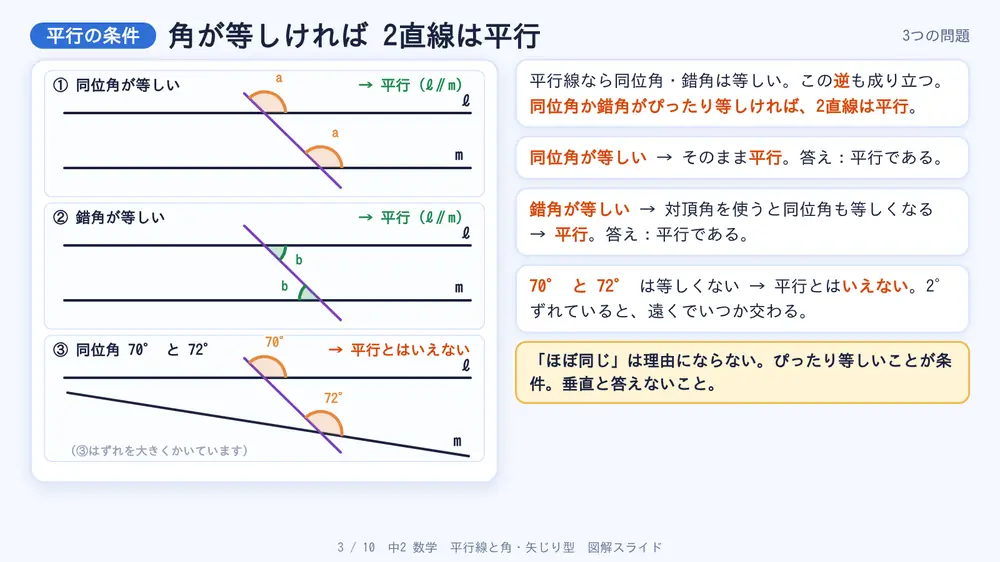 平行の条件
角が等しければ 2直線は平行
3つの問題
① 同位角が等しい
→ 平行（ℓ∥m）
a
ℓ
a
m
② 錯角が等しい
→ 平行（ℓ∥m）
ℓ
b
b
m
③ 同位角 70° と 72°
70°
→ 平行とはいえない
ℓ
72°
m
（③はずれを大きくかいています）
平行線なら同位角・錯角は等しい。この逆も成り立つ。
同位角か錯角がぴったり等しければ、2直線は平行。
同位角が等しい → そのまま平行。答え：平行である。
錯角が等しい → 対頂角を使うと同位角も等しくなる
→ 平行。答え：平行である。
70° と 72° は等しくない → 平行とはいえない。2°
ずれていると、遠くでいつか交わる。
「ほぼ同じ」は理由にならない。ぴったり等しいことが条
件。垂直と答えないこと。
3 / 10 中2 数学 平行線と角・矢じり型 図解スライド